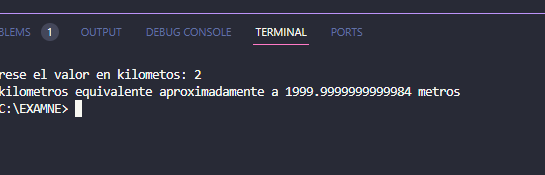 BLEMS 1 OUTPUT DEBUG CONSOLE TERMINAL PORTS
rese el valor en kilometos: 2
kilometros equivalente aproximadamente a 1999.9999999999984 metros
C:\EXAMNE>